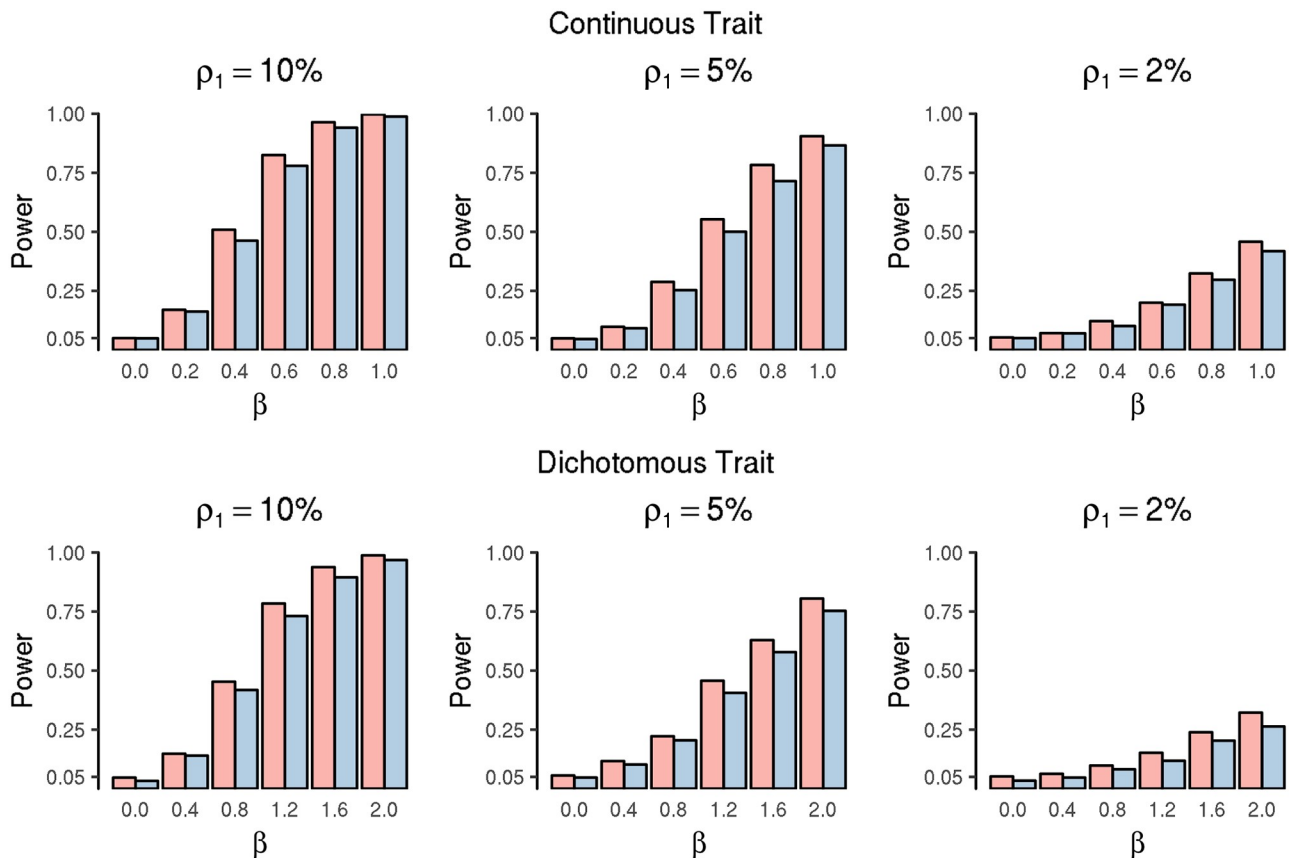 Continuous Trait
ρ1 = 10% ρ1 = 5% ρ1 = 2%
1.00 1.00 1.00
0.75 0.75 0.75
0.50 0.50 0.50
0.25 0.25 0.25
0.05 0.05 0.05
Power Power Power
0.0 0.2 0.4 0.6 0.8 1.0 0.0 0.2 0.4 0.6 0.8 1.0 0.0 0.2 0.4 0.6 0.8 1.0
β β β
Dichotomous Trait
ρ1 = 10% ρ1 = 5% ρ1 = 2%
1.00 1.00 1.00
0.75 0.75 0.75
0.50 0.50 0.50
0.25 0.25 0.25
0.05 0.05 0.05
Power Power Power
0.0 0.4 0.8 1.2 1.6 2.0 0.0 0.4 0.8 1.2 1.6 2.0 0.0 0.4 0.8 1.2 1.6 2.0
β β β